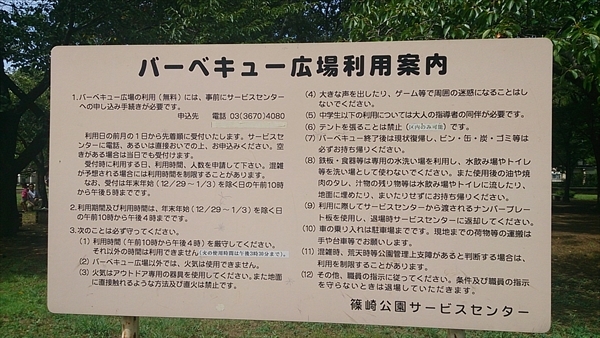 バーベキュー広場利用案内
1.バーベキュー広場の利用（無料）には、事前にサービスセンター
への申し込み手続きが必要です。
申込先　電話 03(3670)4080
利用日の前月の１日から先着順に受付いたします。サービスセ
ンターに電話、あるいは直接おいでの上、お申込みください。空
きがある場合は当日でも受付けます。
受付時に利用する日、利用時間、人数を申請して下さい。混雑
が予想される場合には利用時間を制限することがあります。
なお、受付は年末年始（12／29～１／３）を除く日の午前10時
から午後５時までです。
2.利用期間及び利用時間は、年末年始（12／29～１／３）を除く日
の午前10時から午後４時までです。
3.次のことは必ず守ってください。
(1) 利用時間（午前10時から午後４時）を厳守してください。
それ以外の時間は利用できません（火の使用時間は午後3時30分まで）。
(2) バーベキュー広場以外では、火気は使用できません。
(3) 火気はアウトドア専用の器具を使用してください。また地面
に直接触れるような方法及び直火は禁止です。
(4) 大きな声を出したり、ゲーム等で周囲の迷惑になることはし
ないでください。
(5) 中学生以下の利用については大人の指導者の同伴が必要です。
(6) テントを張ることは禁止（区内のみ可能）です。
(7) バーベキュー終了後は現状復帰し、ビン・缶・炭・ゴミ等は
必ずお持ち帰りください。
(8) 鉄板・食器等は専用の水洗い場を利用し、水飲み場やトイレ
等を洗い場として使わないでください。また使用後の油や焼
肉のタレ、汁物の残り物等は水飲み場やトイレに流したり、
地面に埋めたり、まいたりせずにお持ち帰りください。
(9) 利用に際してサービスセンターから渡されるナンバープレー
ト板を使用し、退場時サービスセンターに返却してください。
(10) 車の乗り入れは駐車場までです。現地までの荷物等の運搬は
手や台車等でお願いします。
(11) 混雑時、荒天時等公園管理上支障があると判断する場合は、
利用を制限することがあります。
(12) その他、職員の指示に従ってください。条件及び職員の指示
を守らないときは退場していただきます。
篠崎公園サービスセンター